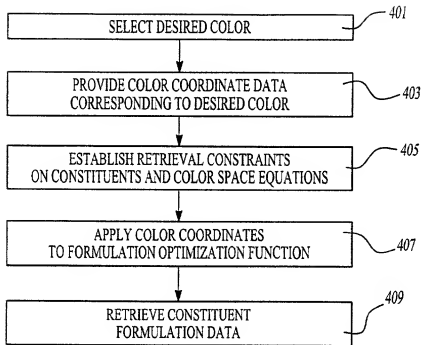 SELECT DESIRED COLOR
401
PROVIDE COLOR COORDINATE DATA
CORRESPONDING TO DESIRED COLOR
403
ESTABLISH RETRIEVAL CONSTRAINTS
ON CONSTITUENTS AND COLOR SPACE EQUATIONS
405
APPLY COLOR COORDINATES
TO FORMULATION OPTIMIZATION FUNCTION
407
RETRIEVE CONSTITUENT
FORMULATION DATA
409